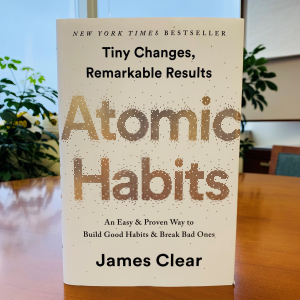 NEW YORK TIMES BESTSELLER
Tiny Changes,
Remarkable Results
Atomic
Habits
An Easy & Proven Way to
Build Good Habits & Break Bad Ones
James Clear